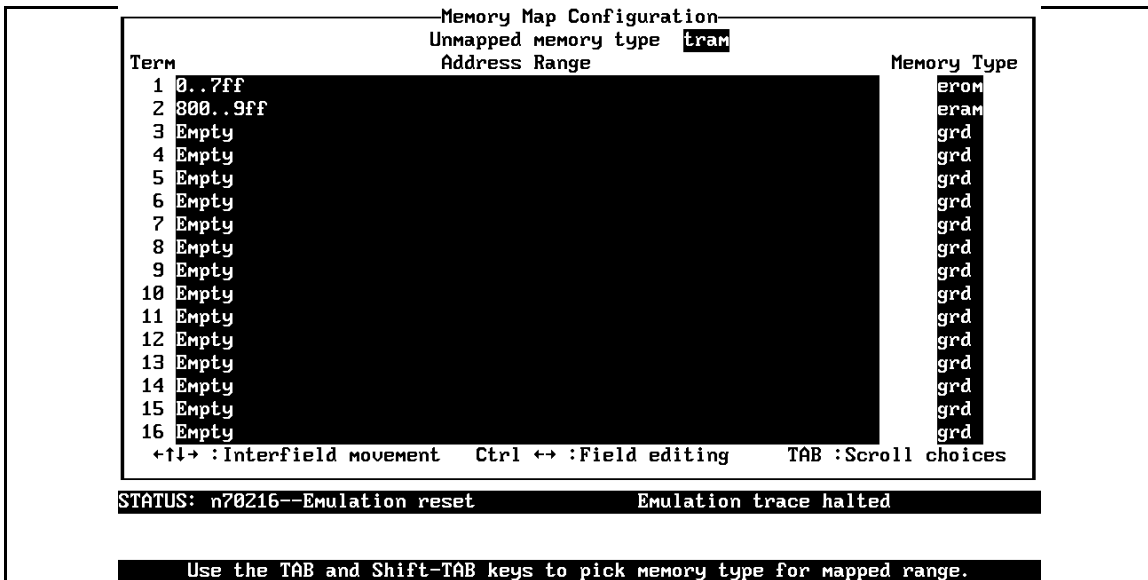 Memory Map Configuration
Unmapped memory type tram
Term Address Range Memory Type
1 0..7ff erom
2 800..9ff eram
3 Empty grd
4 Empty grd
5 Empty grd
6 Empty grd
7 Empty grd
8 Empty grd
9 Empty grd
10 Empty grd
11 Empty grd
12 Empty grd
13 Empty grd
14 Empty grd
15 Empty grd
16 Empty grd
←↑↓→ :Interfield movement Ctrl ↔ :Field editing TAB :Scroll choices
STATUS: n70216--Emulation reset Emulation trace halted
Use the TAB and Shift-TAB keys to pick memory type for mapped range.